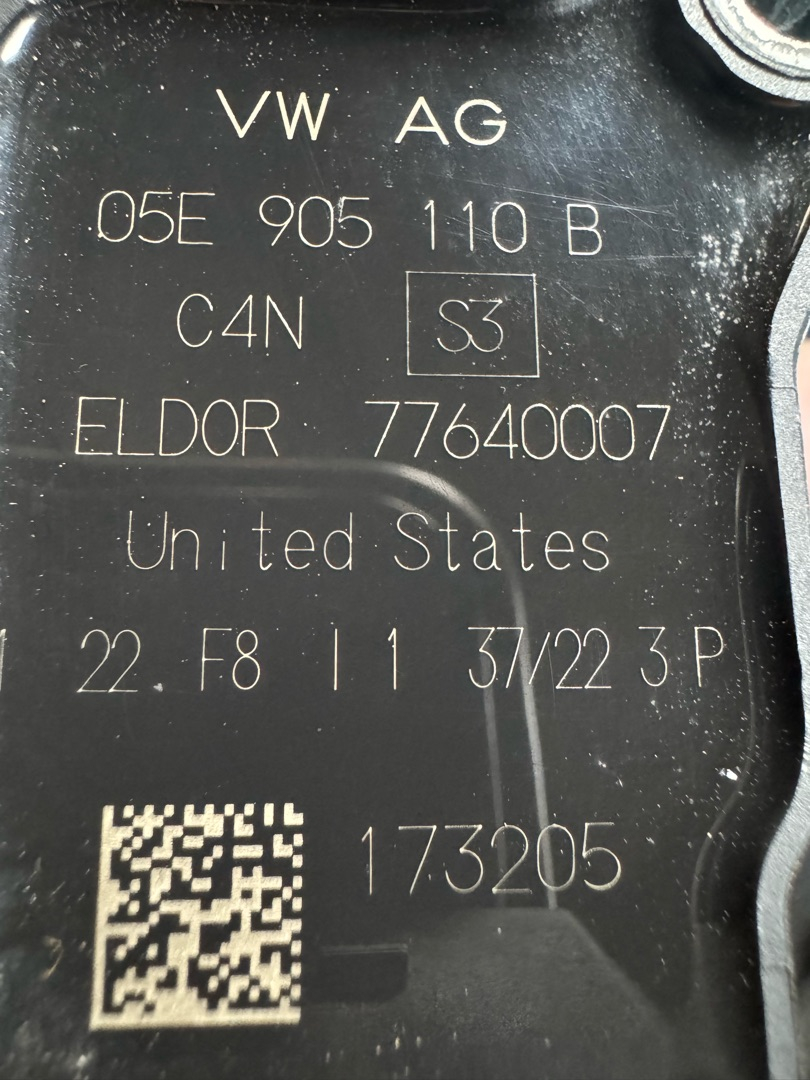 VW AG
05E 905 110 B
C4N S3
ELDOR 77640007
United States
22 F8 I 1 37/22 3 P
173205